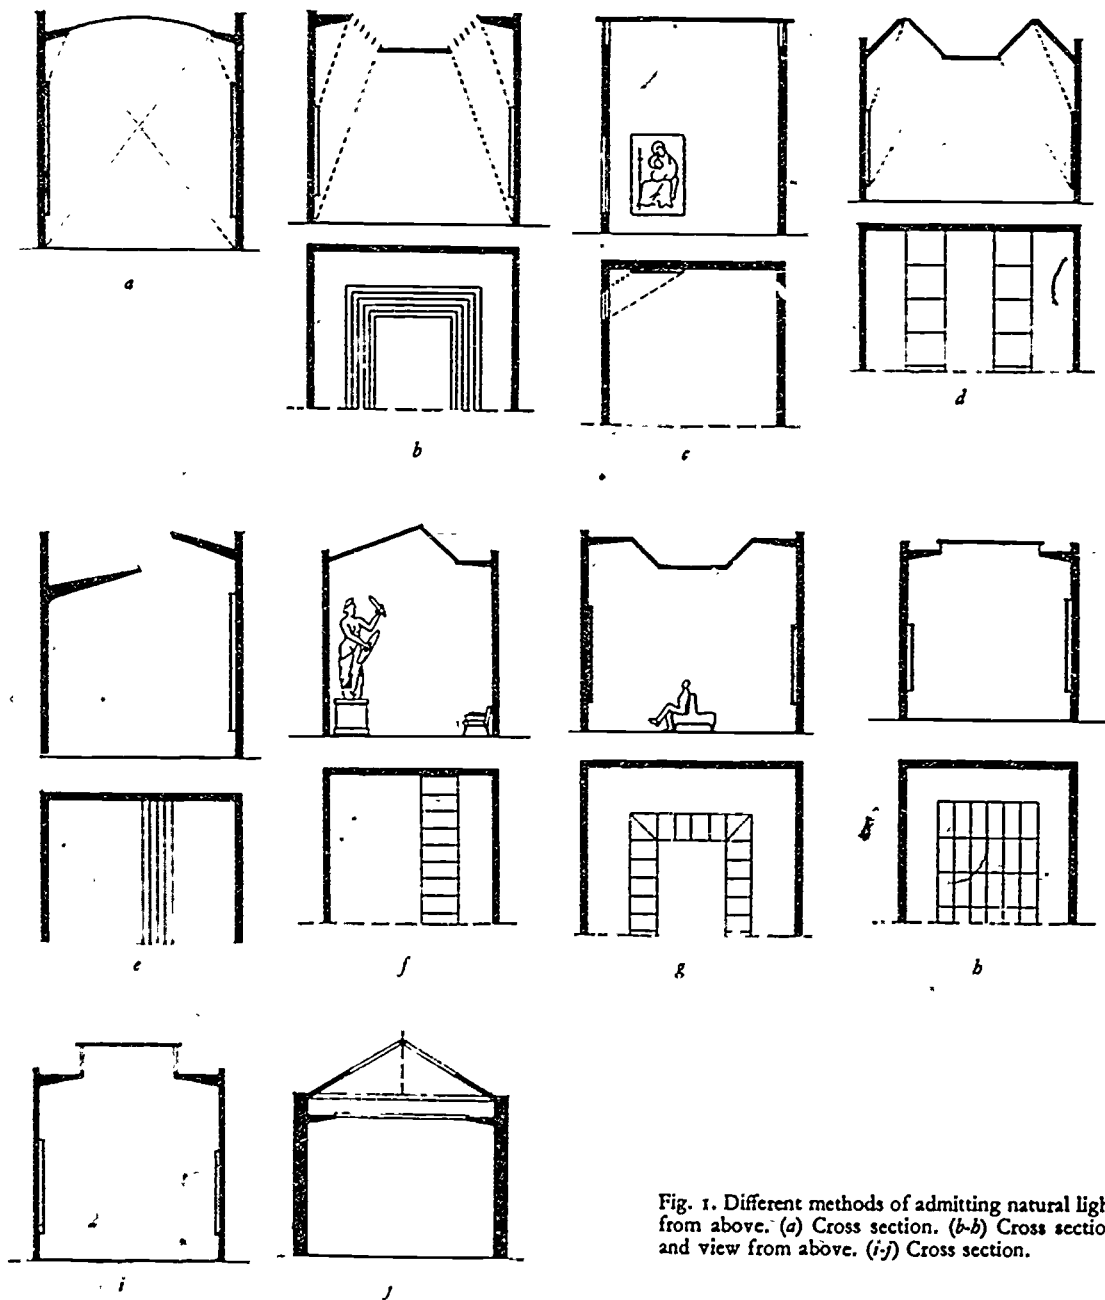 a
b
c
d
e
f
g
h
i
j
Fig. 1. Different methods of admitting natural ligh
from above. (a) Cross section. (b-h) Cross sectio
and view from above. (i-j) Cross section.